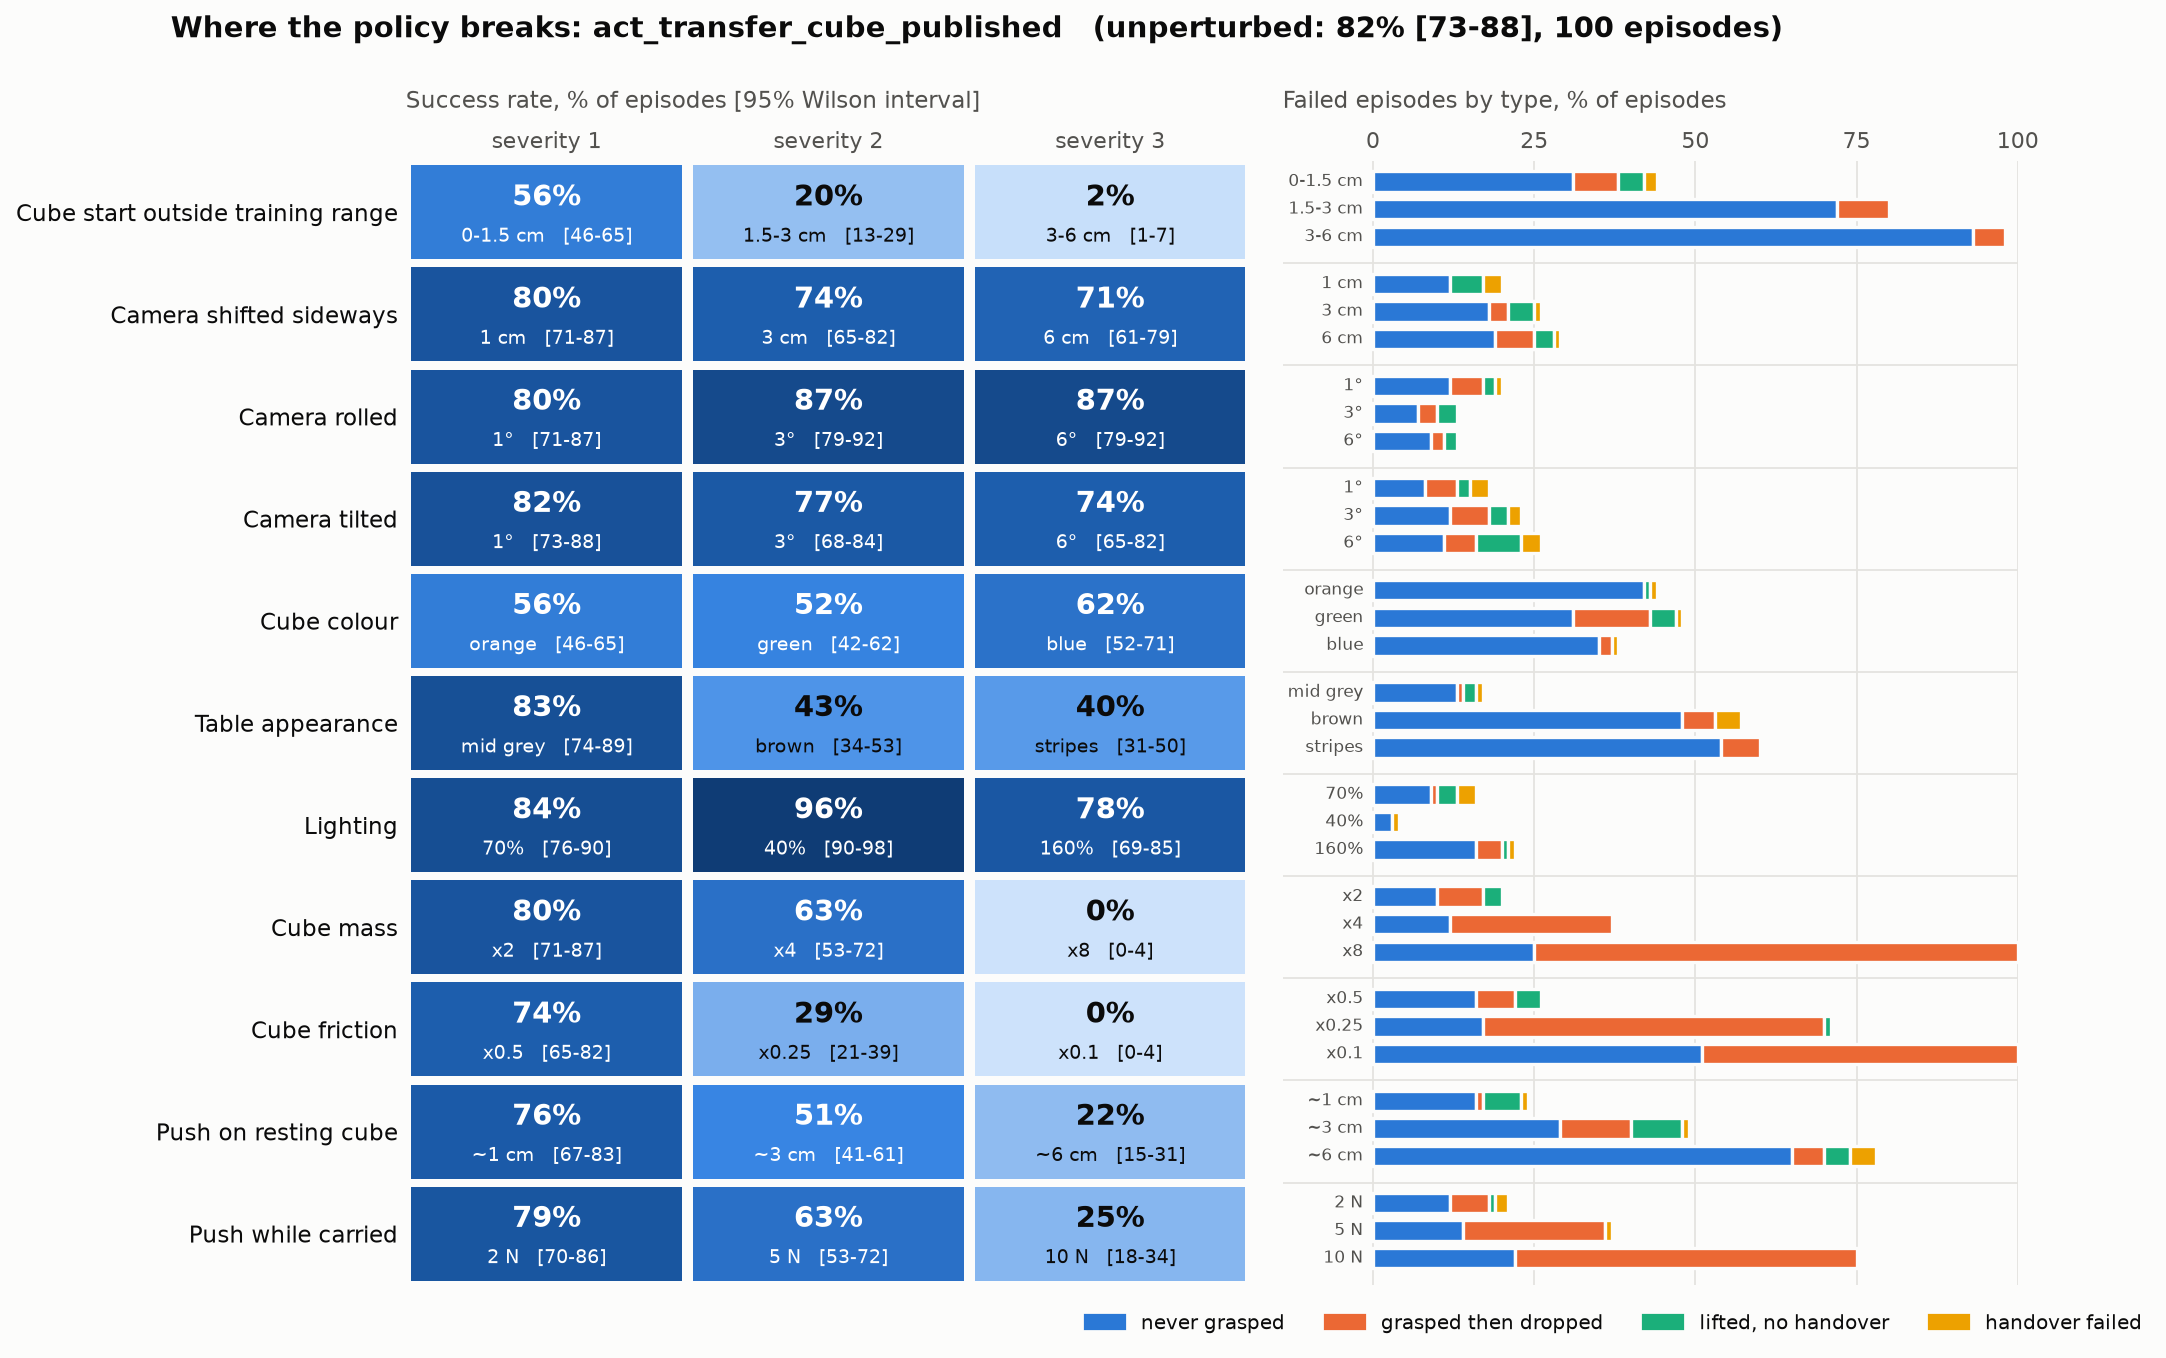 Where the policy breaks: act_transfer_cube_published (unperturbed: 82% [73-88], 100 episodes)
Success rate, % of episodes [95% Wilson interval]
severity 1 severity 2 severity 3
Cube start outside training range
56% 20% 2%
0-1.5 cm [46-65] 1.5-3 cm [13-29] 3-6 cm [1-7]
Camera shifted sideways
80% 74% 71%
1 cm [71-87] 3 cm [65-82] 6 cm [61-79]
Camera rolled
80% 87% 87%
1° [71-87] 3° [79-92] 6° [79-92]
Camera tilted
82% 77% 74%
1° [73-88] 3° [68-84] 6° [65-82]
Cube colour
56% 52% 62%
orange [46-65] green [42-62] blue [52-71]
Table appearance
83% 43% 40%
mid grey [74-89] brown [34-53] stripes [31-50]
Lighting
84% 96% 78%
70% [76-90] 40% [90-98] 160% [69-85]
Cube mass
80% 63% 0%
x2 [71-87] x4 [53-72] x8 [0-4]
Cube friction
74% 29% 0%
x0.5 [65-82] x0.25 [21-39] x0.1 [0-4]
Push on resting cube
76% 51% 22%
~1 cm [67-83] ~3 cm [41-61] ~6 cm [15-31]
Push while carried
79% 63% 25%
2 N [70-86] 5 N [53-72] 10 N [18-34]
Failed episodes by type, % of episodes
0 25 50 75 100
0-1.5 cm
1.5-3 cm
3-6 cm
1 cm
3 cm
6 cm
1°
3°
6°
1°
3°
6°
orange
green
blue
mid grey
brown
stripes
70%
40%
160%
x2
x4
x8
x0.5
x0.25
x0.1
~1 cm
~3 cm
~6 cm
2 N
5 N
10 N
never grasped grasped then dropped lifted, no handover handover failed